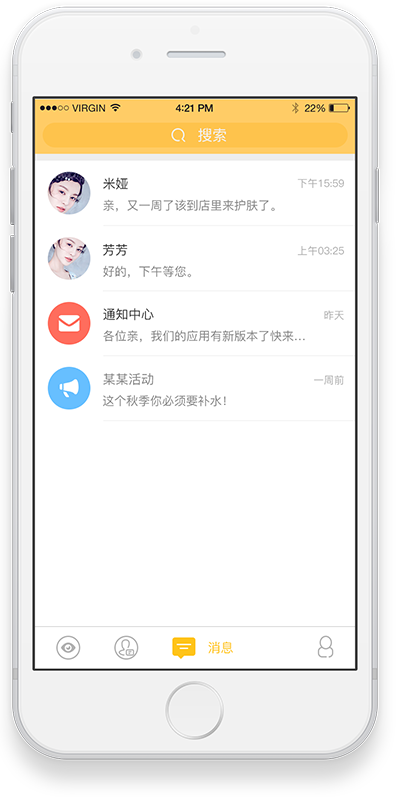 VIRGIN 4:21 PM 22%
搜索
米娅 下午15:59
亲，又一周了该到店里来护肤了。
芳芳 上午03:25
好的，下午等您。
通知中心 昨天
各位亲，我们的应用有新版本了快来…
某某活动 一周前
这个秋季你必须要补水！
消息